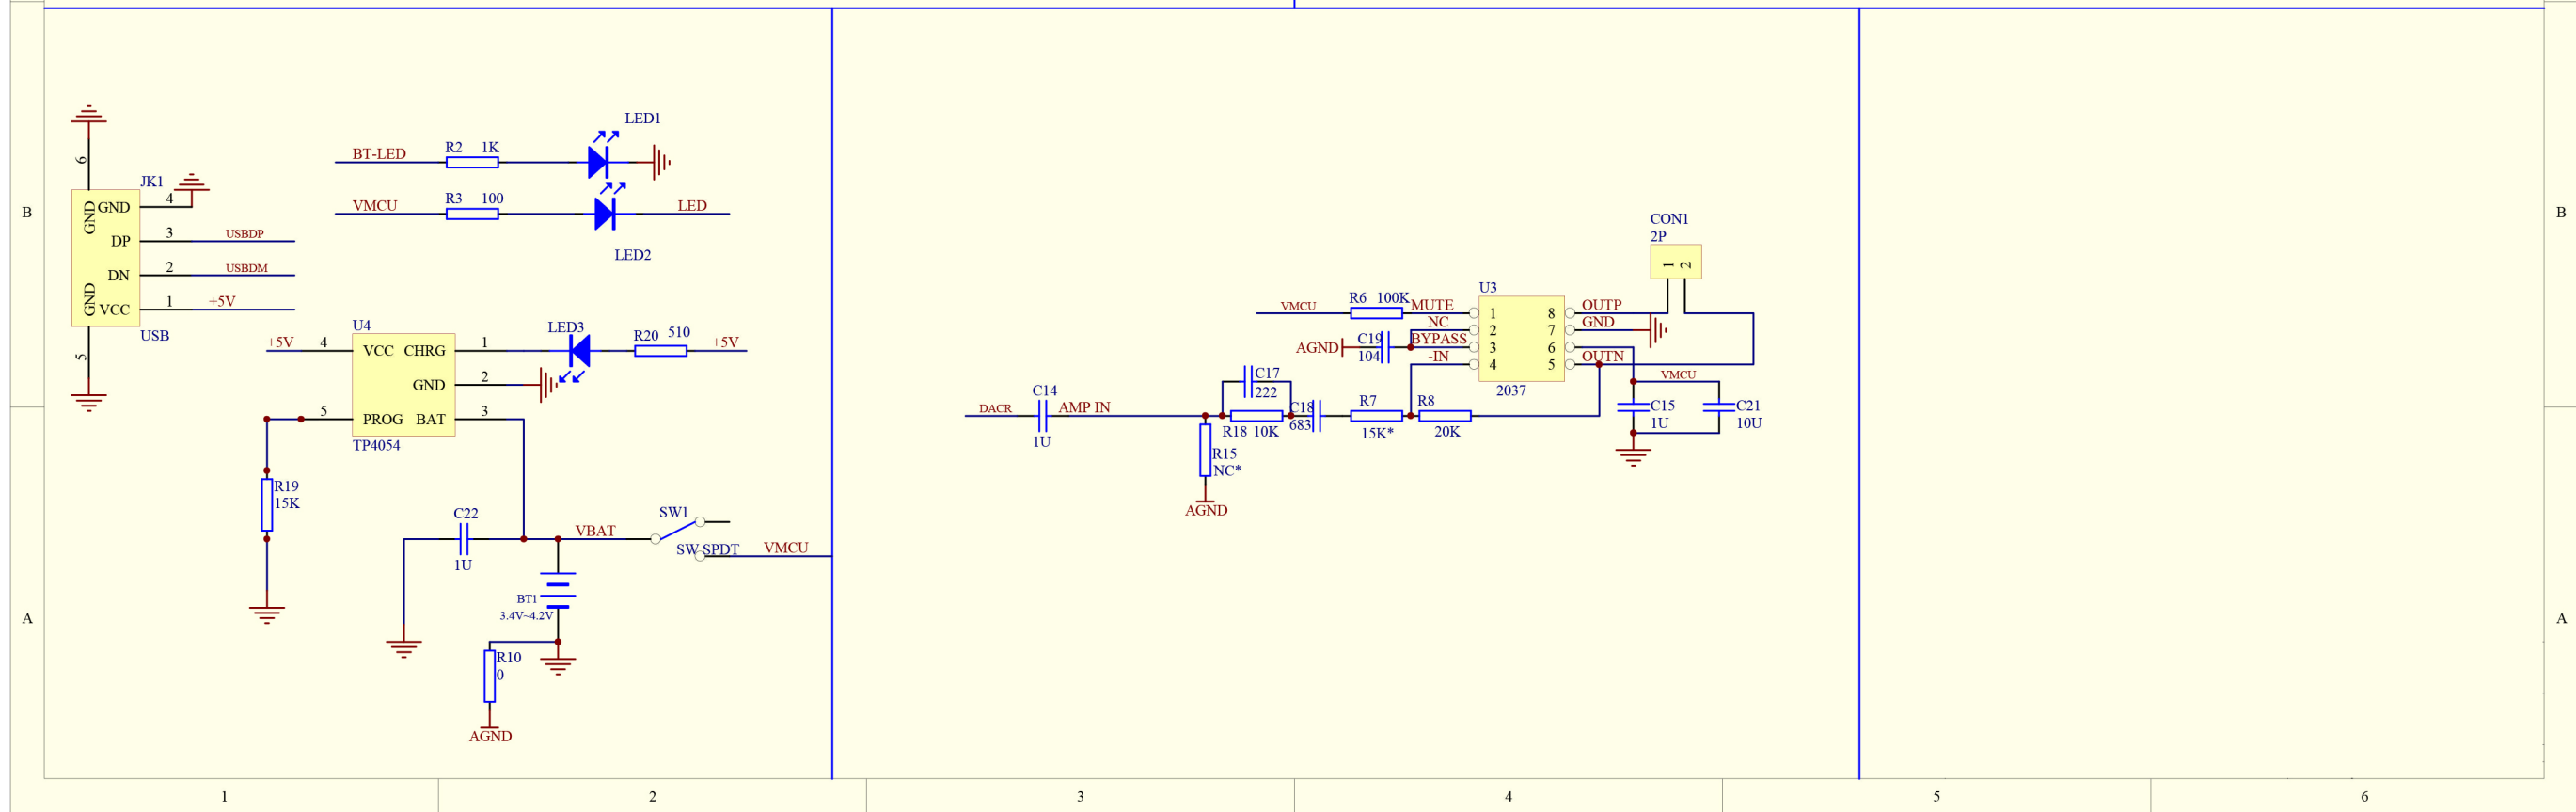 B
B
A
A
1
2
3
4
5
6
6
JK1
GND
4
GND
DP
3
USBDP
DN
2
USBDM
GND
VCC
1
+5V
USB
5
BT-LED
R2 1K
LED1
VMCU
R3 100
LED
LED2
U4
+5V
4
VCC CHRG
1
LED3
R20 510
+5V
GND
2
5
PROG BAT
3
TP4054
R19
15K
C22
1U
VBAT
SW1
SW SPDT
VMCU
BT1
3.4V~4.2V
R10
0
AGND
DACR
C14
1U
AMP IN
R15
NC*
AGND
C17
222
R18 10K
C18
683
R7
15K*
R8
20K
VMCU
R6 100K
MUTE
NC
BYPASS
-IN
AGND
C19
104
U3
1 8
2 7
3 6
4 5
2037
OUTP
GND
OUTN
CON1
2P
1 2
VMCU
C15
1U
C21
10U